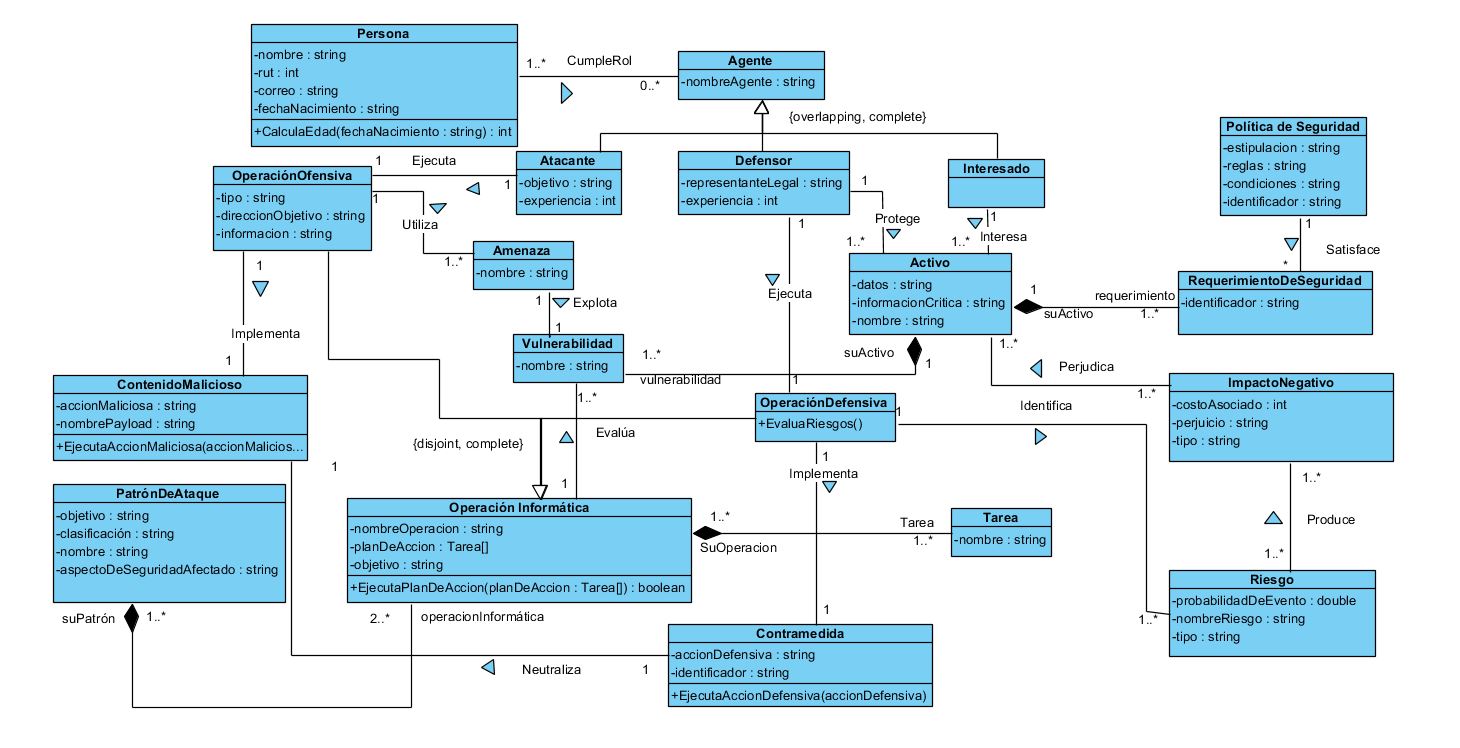 Persona
-nombre : string
-rut : int
-correo : string
-fechaNacimiento : string
+CalculaEdad(fechaNacimiento : string) : int
1..*
CumpleRol
0..*
Agente
-nombreAgente : string
{overlapping, complete}
Política de Seguridad
-estipulacion : string
-reglas : string
-condiciones : string
-identificador : string
1
Ejecuta
1
Atacante
-objetivo : string
-experiencia : int
Defensor
-representanteLegal : string
-experiencia : int
Interesado
OperaciónOfensiva
-tipo : string
-direccionObjetivo : string
-informacion : string
1
Utiliza
1..*
1
Protege
1..*
1
Interesa
1..*
1
Satisface
*
Amenaza
-nombre : string
1
Explota
1
1
Ejecuta
1
Activo
-datos : string
-informacionCritica : string
-nombre : string
1
suActivo
requerimiento
1..*
RequerimientoDeSeguridad
-identificador : string
1
Implementa
1
Vulnerabilidad
-nombre : string
1..*
vulnerabilidad
suActivo
1
1..*
Perjudica
1..*
ContenidoMalicioso
-accionMaliciosa : string
-nombrePayload : string
+EjecutaAccionMaliciosa(accionMalicios...
OperaciónDefensiva
+EvaluaRiesgos()
1
Identifica
1..*
ImpactoNegativo
-costoAsociado : int
-perjuicio : string
-tipo : string
1..*
Evalúa
1
{disjoint, complete}
1
Implementa
1
1
PatrónDeAtaque
-objetivo : string
-clasificación : string
-nombre : string
-aspectoDeSeguridadAfectado : string
Operación Informática
-nombreOperacion : string
-planDeAccion : Tarea[]
-objetivo : string
+EjecutaPlanDeAccion(planDeAccion : Tarea[]) : boolean
1..*
SuOperacion
Tarea
1..*
Tarea
-nombre : string
1..*
Produce
1..*
Riesgo
-probabilidadDeEvento : double
-nombreRiesgo : string
-tipo : string
suPatrón
1..*
2..*
operacionInformática
Contramedida
-accionDefensiva : string
-identificador : string
+EjecutaAccionDefensiva(accionDefensiva)
Neutraliza
1